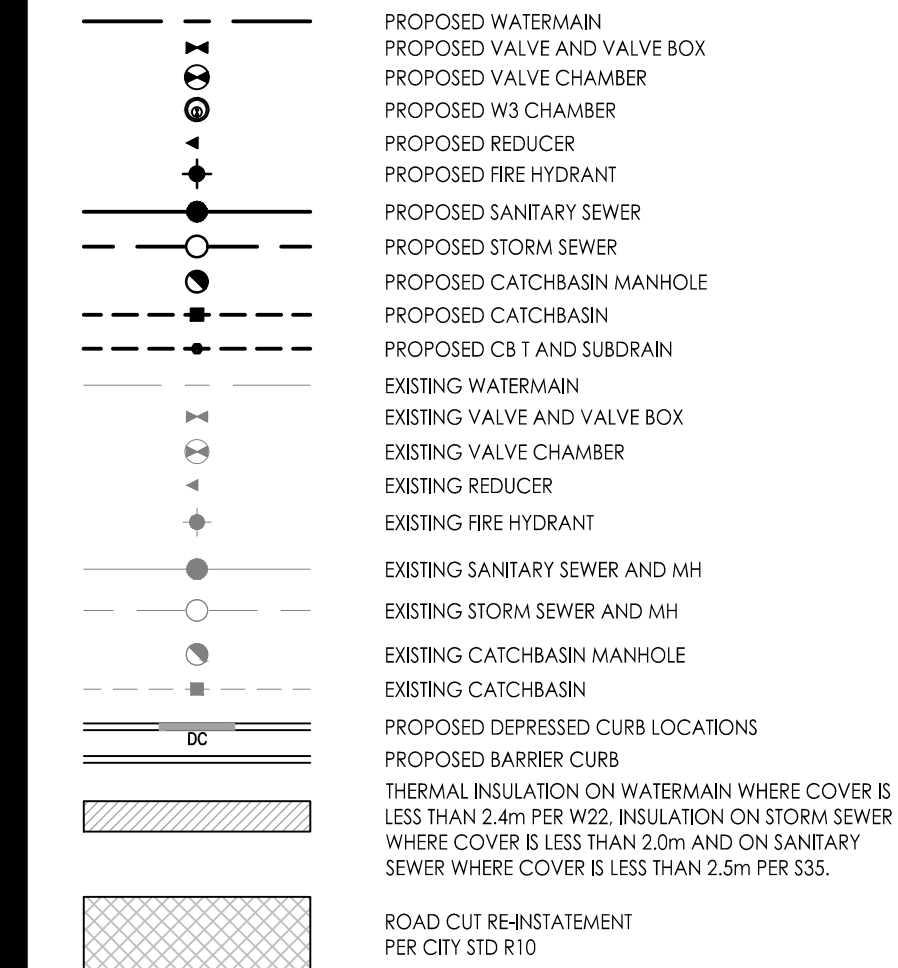 PROPOSED WATERMAIN
PROPOSED VALVE AND VALVE BOX
PROPOSED VALVE CHAMBER
PROPOSED W3 CHAMBER
PROPOSED REDUCER
PROPOSED FIRE HYDRANT
PROPOSED SANITARY SEWER
PROPOSED STORM SEWER
PROPOSED CATCHBASIN MANHOLE
PROPOSED CATCHBASIN
PROPOSED CB T AND SUBDRAIN
EXISTING WATERMAIN
EXISTING VALVE AND VALVE BOX
EXISTING VALVE CHAMBER
EXISTING REDUCER
EXISTING FIRE HYDRANT
EXISTING SANITARY SEWER AND MH
EXISTING STORM SEWER AND MH
EXISTING CATCHBASIN MANHOLE
EXISTING CATCHBASIN
DC
PROPOSED DEPRESSED CURB LOCATIONS
PROPOSED BARRIER CURB
THERMAL INSULATION ON WATERMAIN WHERE COVER IS
LESS THAN 2.4m PER W22, INSULATION ON STORM SEWER
WHERE COVER IS LESS THAN 2.0m AND ON SANITARY
SEWER WHERE COVER IS LESS THAN 2.5m PER S35.
ROAD CUT RE-INSTATEMENT
PER CITY STD R10